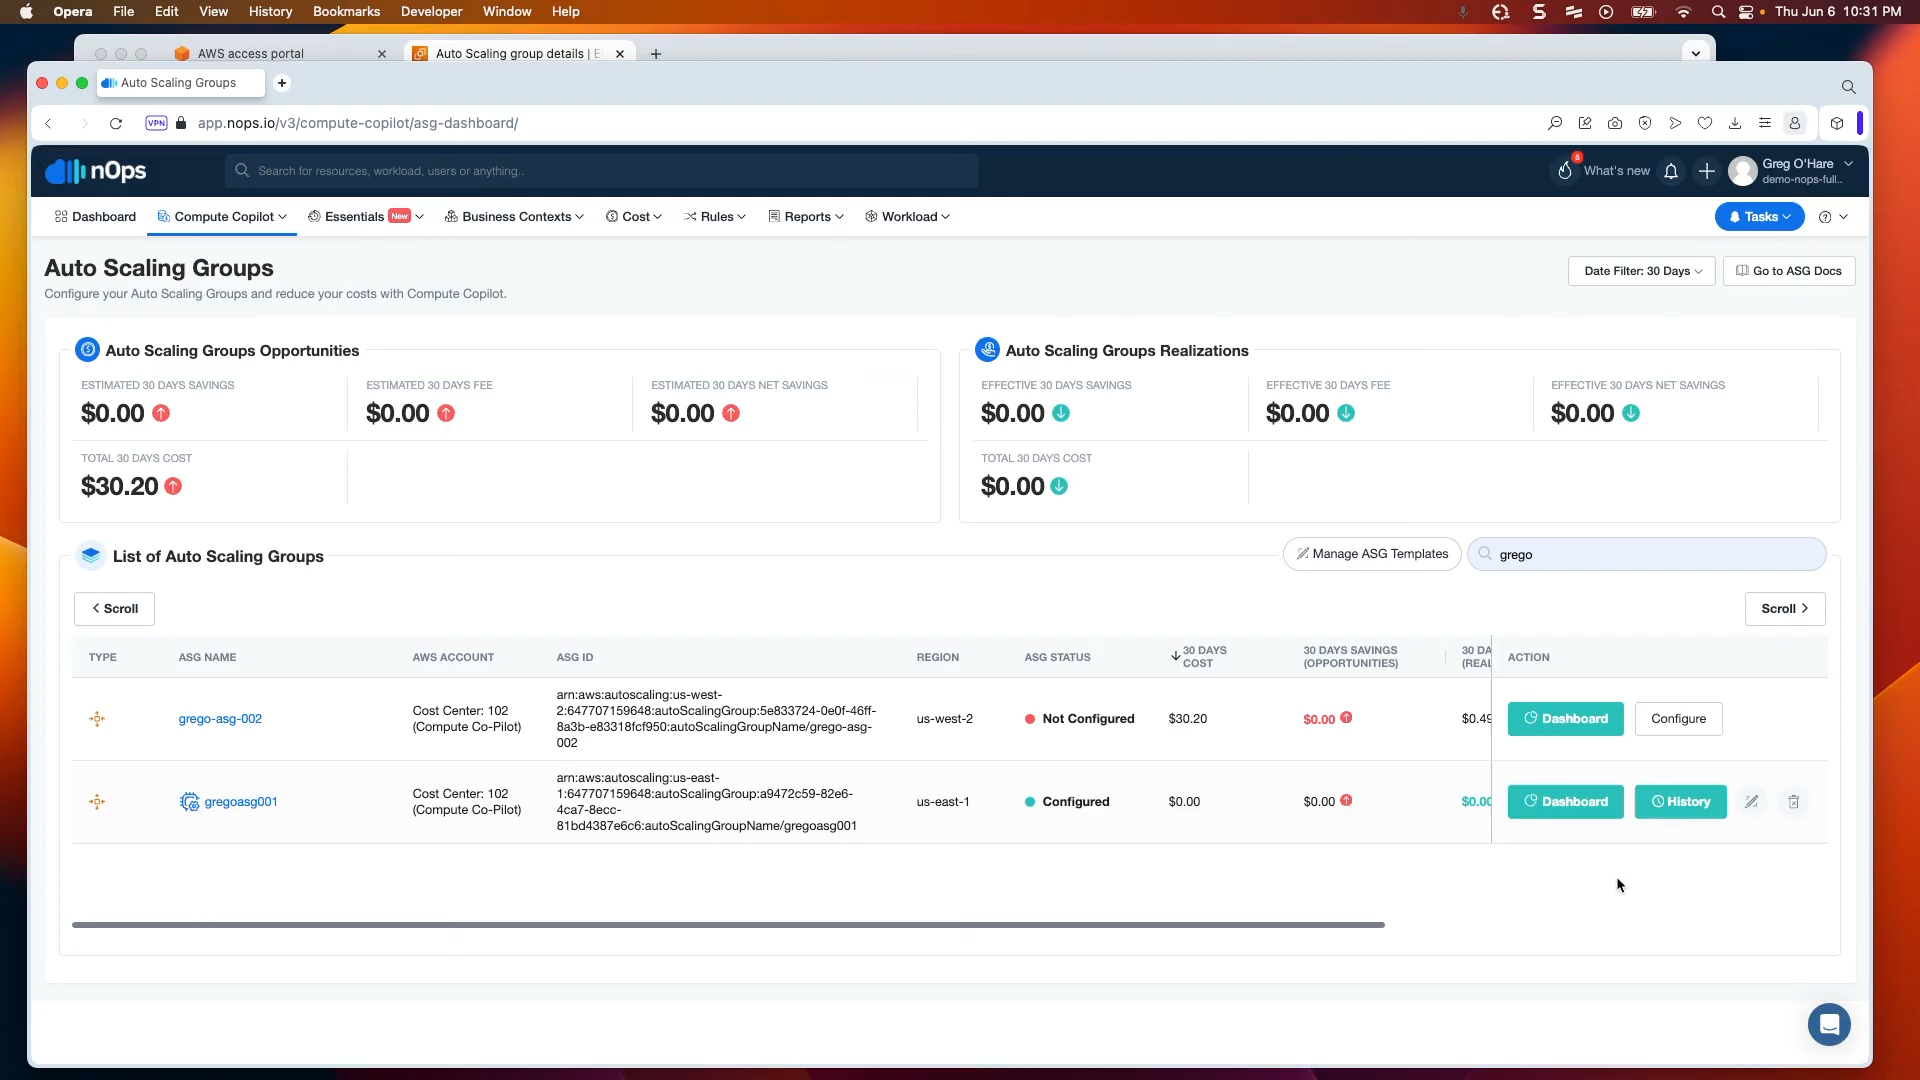 Opera File Edit View History Bookmarks Developer Window Help
Thu Jun 6 10:31 PM
AWS access portal
Auto Scaling group details | E
Auto Scaling Groups
VPN app.nops.io/v3/compute-copilot/asg-dashboard/
nOps
Search for resources, workload, users or anything..
5
What's new
Greg O'Hare
demo-nops-full..
Dashboard Compute Copilot Essentials New Business Contexts Cost Rules Reports Workload
Tasks
Auto Scaling Groups
Configure your Auto Scaling Groups and reduce your costs with Compute Copilot.
Date Filter: 30 Days
Go to ASG Docs
Auto Scaling Groups Opportunities
ESTIMATED 30 DAYS SAVINGS
$0.00
ESTIMATED 30 DAYS FEE
$0.00
ESTIMATED 30 DAYS NET SAVINGS
$0.00
TOTAL 30 DAYS COST
$30.20
Auto Scaling Groups Realizations
EFFECTIVE 30 DAYS SAVINGS
$0.00
EFFECTIVE 30 DAYS FEE
$0.00
EFFECTIVE 30 DAYS NET SAVINGS
$0.00
TOTAL 30 DAYS COST
$0.00
List of Auto Scaling Groups
Manage ASG Templates
grego
Scroll
Scroll
TYPE
ASG NAME
AWS ACCOUNT
ASG ID
REGION
ASG STATUS
30 DAYS
COST
30 DAYS SAVINGS
(OPPORTUNITIES)
30 DA
(REAL
ACTION
grego-asg-002
Cost Center: 102
(Compute Co-Pilot)
arn:aws:autoscaling:us-west-
2:647707159648:autoScalingGroup:5e833724-0e0f-46ff-
8a3b-e83318fcf950:autoScalingGroupName/grego-asg-
002
us-west-2
Not Configured
$30.20
$0.00
$0.49
Dashboard
Configure
gregoasg001
Cost Center: 102
(Compute Co-Pilot)
arn:aws:autoscaling:us-east-
1:647707159648:autoScalingGroup:a9472c59-82e6-
4ca7-8ecc-
81bd4387e6c6:autoScalingGroupName/gregoasg001
us-east-1
Configured
$0.00
$0.00
$0.00
Dashboard
History